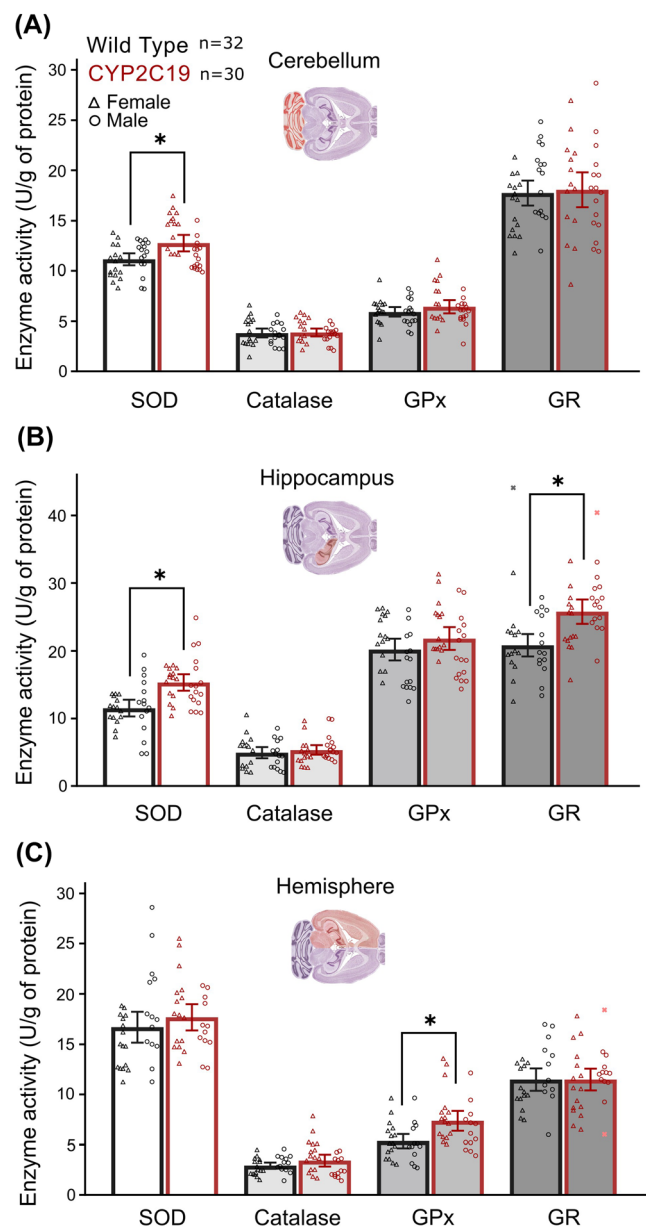 (A)
Wild Type n=32
CYP2C19 n=30
△ Female
○ Male
Cerebellum
Enzyme activity (U/g of protein)
30
25
20
15
10
5
0
*
SOD Catalase GPx GR
(B)
Hippocampus
Enzyme activity (U/g of protein)
40
30
20
10
0
*
*
SOD Catalase GPx GR
(C)
Hemisphere
Enzyme activity (U/g of protein)
30
25
20
15
10
5
0
*
SOD Catalase GPx GR